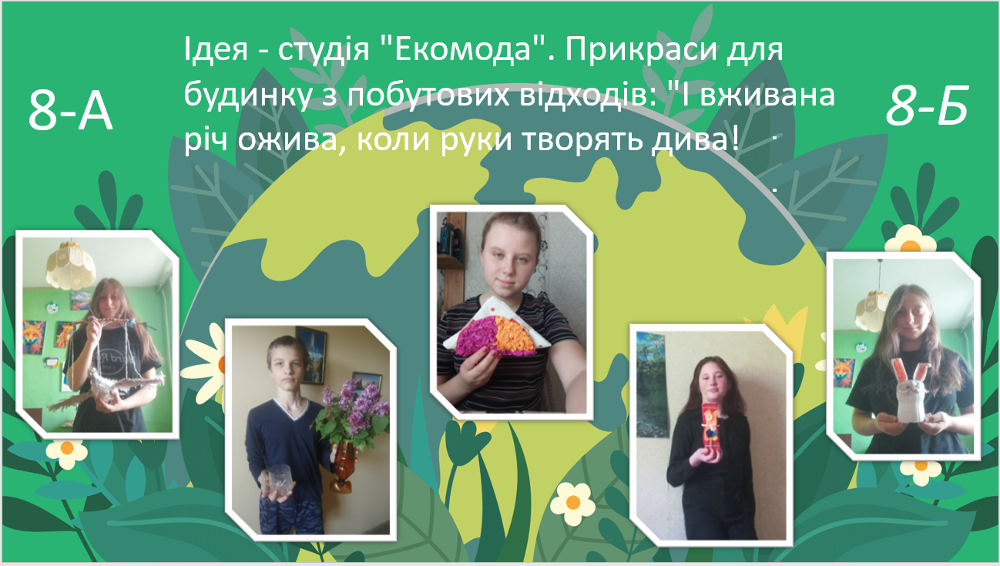 Ідея - студія "Екомода". Прикраси для
будинку з побутових відходів: "І вживана
річ ожива, коли руки творять дива!
8-А
8-Б